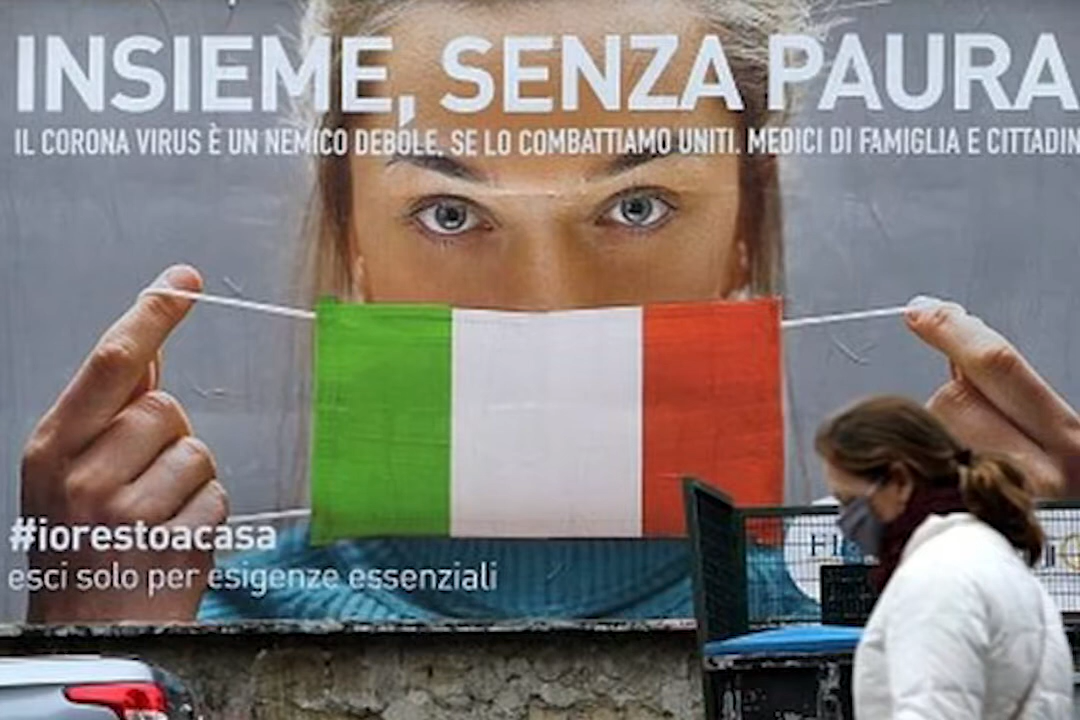 INSIEME, SENZA PAURA
IL CORONA VIRUS È UN NEMICO DEBOLE. SE LO COMBATTIAMO UNITI. MEDICI DI FAMIGLIA E CITTADIN
#iorestoacasa
esci solo per esigenze essenziali